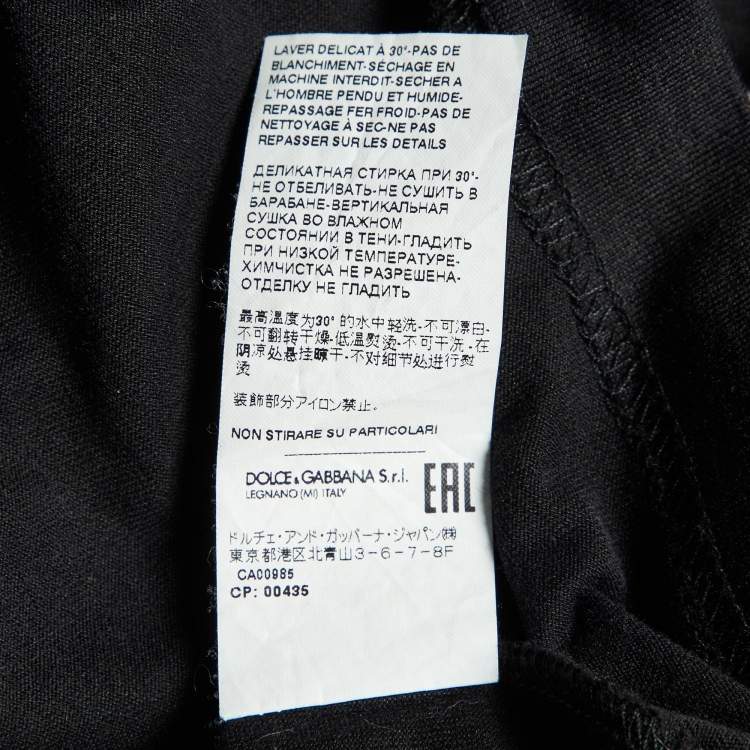 LAVER DELICAT À 30°-PAS DE
BLANCHIMENT-SÉCHAGE EN
MACHINE INTERDIT-SECHER A
L'HOMBRE PENDU ET HUMIDE-
REPASSAGE FER FROID-PAS DE
NETTOYAGE À SEC-NE PAS
REPASSER SUR LES DETAILS
ДЕЛИКАТНАЯ СТИРКА ПРИ 30°-
НЕ ОТБЕЛИВАТЬ-НЕ СУШИТЬ В
БАРАБАНЕ-ВЕРТИКАЛЬНАЯ
СУШКА ВО ВЛАЖНОМ
СОСТОЯНИИ В ТЕНИ-ГЛАДИТЬ
ПРИ НИЗКОЙ ТЕМПЕРАТУРЕ-
ХИМЧИСТКА НЕ РАЗРЕШЕНА-
ОТДЕЛКУ НЕ ГЛАДИТЬ
最高温度为30° 的水中轻洗-不可漂白-
不可翻转干燥-低温熨烫-不可干洗-在
阴凉处悬挂晾干-不对细节处进行熨
烫
装飾部分アイロン禁止。
NON STIRARE SU PARTICOLARI
DOLCE & GABBANA S.r.l.
LEGNANO (MI) ITALY
EAC
ドルチェ・アンド・ガッバーナ・ジャパン㈱
東京都港区北青山3-6-7-8F
CA00985
CP: 00435